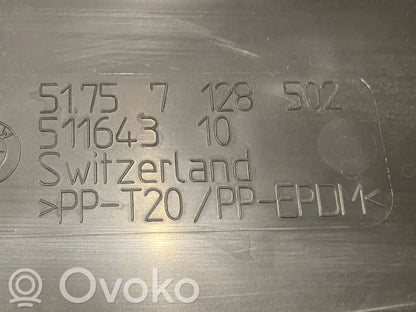 51.75 7 128 502
511643 10
Switzerland
>PP-T20/PP-EPDM<
Ovoko